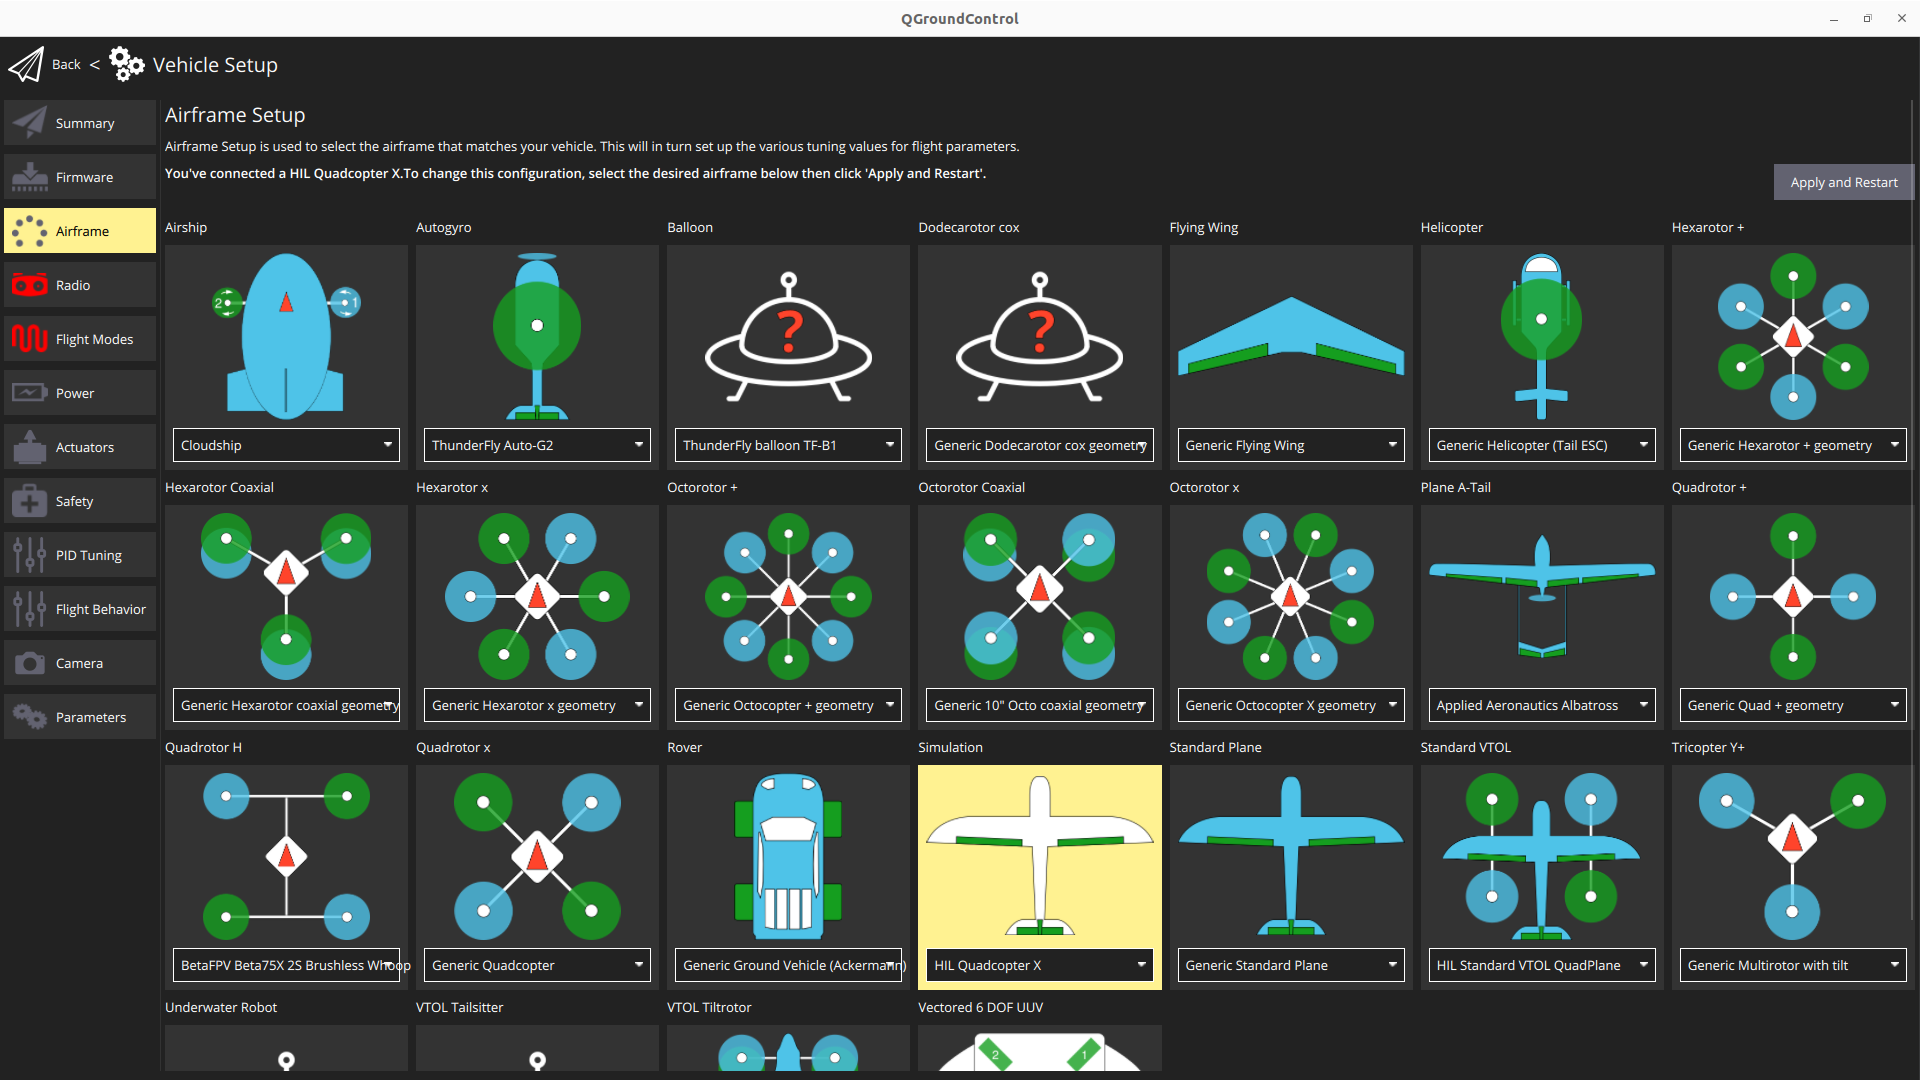 QGroundControl
Back < Vehicle Setup
Summary
Firmware
Airframe
Radio
Flight Modes
Power
Actuators
Safety
PID Tuning
Flight Behavior
Camera
Parameters
Airframe Setup
Airframe Setup is used to select the airframe that matches your vehicle. This will in turn set up the various tuning values for flight parameters.
You've connected a HIL Quadcopter X.To change this configuration, select the desired airframe below then click 'Apply and Restart'.
Apply and Restart
Airship
2
1
Cloudship
Autogyro
ThunderFly Auto-G2
Balloon
?
ThunderFly balloon TF-B1
Dodecarotor cox
?
Generic Dodecarotor cox geometry
Flying Wing
Generic Flying Wing
Helicopter
Generic Helicopter (Tail ESC)
Hexarotor +
Generic Hexarotor + geometry
Hexarotor Coaxial
Generic Hexarotor coaxial geometry
Hexarotor x
Generic Hexarotor x geometry
Octorotor +
Generic Octocopter + geometry
Octorotor Coaxial
Generic 10" Octo coaxial geometry
Octorotor x
Generic Octocopter X geometry
Plane A-Tail
Applied Aeronautics Albatross
Quadrotor +
Generic Quad + geometry
Quadrotor H
BetaFPV Beta75X 2S Brushless Whoop
Quadrotor x
Generic Quadcopter
Rover
Generic Ground Vehicle (Ackermann)
Simulation
HIL Quadcopter X
Standard Plane
Generic Standard Plane
Standard VTOL
HIL Standard VTOL QuadPlane
Tricopter Y+
Generic Multirotor with tilt
Underwater Robot
VTOL Tailsitter
VTOL Tiltrotor
Vectored 6 DOF UUV
2
1